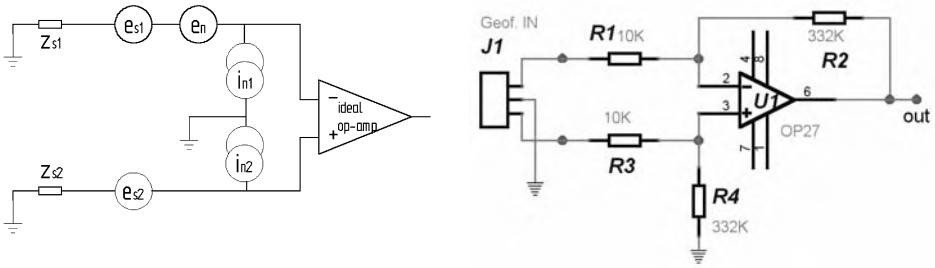 Zs1
es1
en
in1
ideal
op-amp
−
+
in2
Zs2
es2
Geof. IN
J1
R1
10K
332K
R2
4
8
2
−
U1
6
3
+
OP27
out
10K
R3
7
1
R4
332K